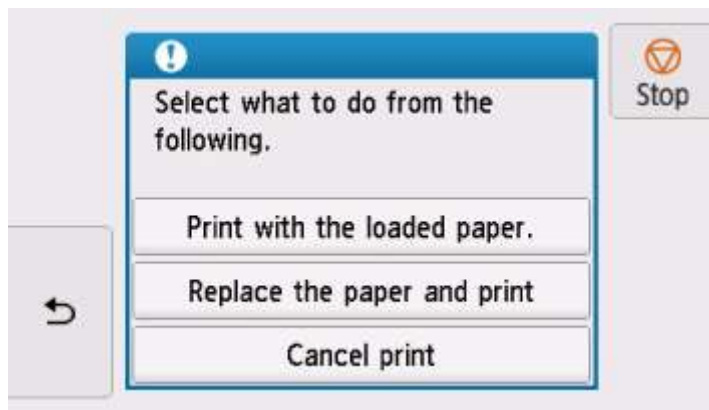 Select what to do from the
following.
Stop
Print with the loaded paper.
Replace the paper and print
Cancel print